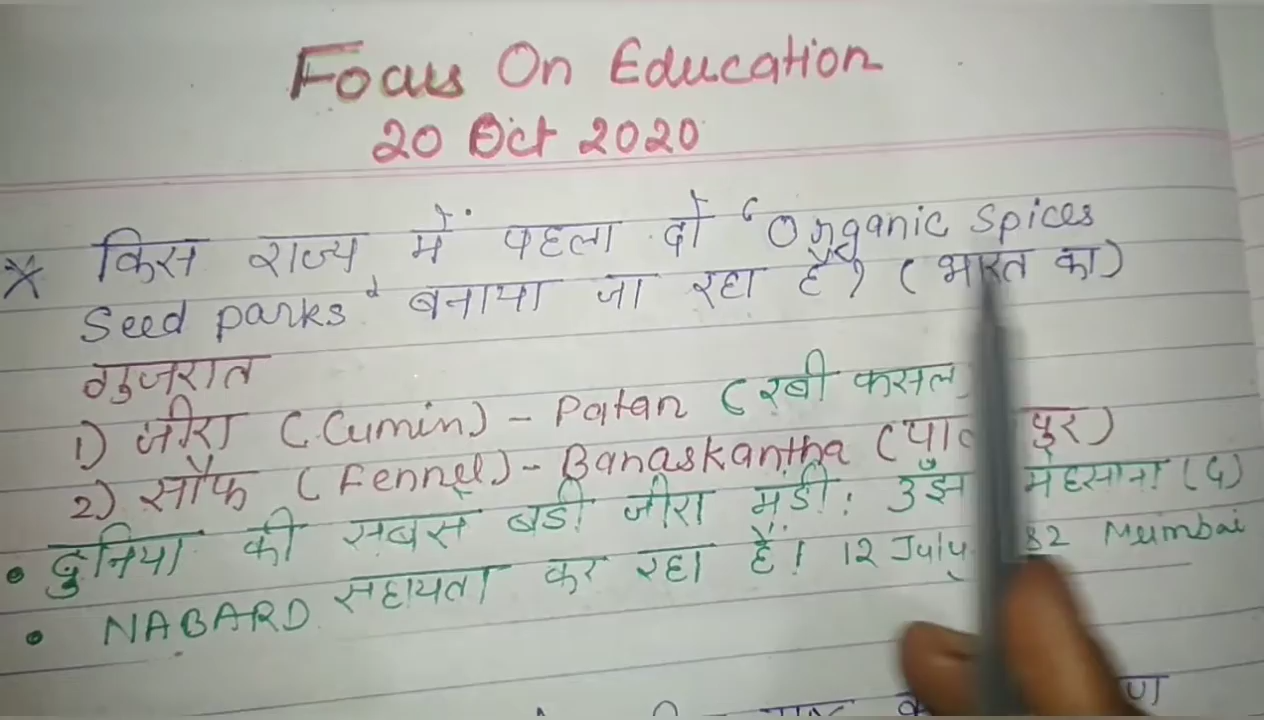 Focus On Education
20 Oct 2020
* किस राज्य में पहला दो "Organic Spices
Seed parks" बनाया जा रहा है? (भारत का)
गुजरात
1) जीरा (Cumin) - Patan (रबी फसल
2) सौंफ (Fennel) - Banaskantha (पा पुर)
• दुनिया की सबसे बडी जीरा मंडी: उँझा मेहसाना (G)
• NABARD सहायता कर रहा है। 12 July 82 Mumbai